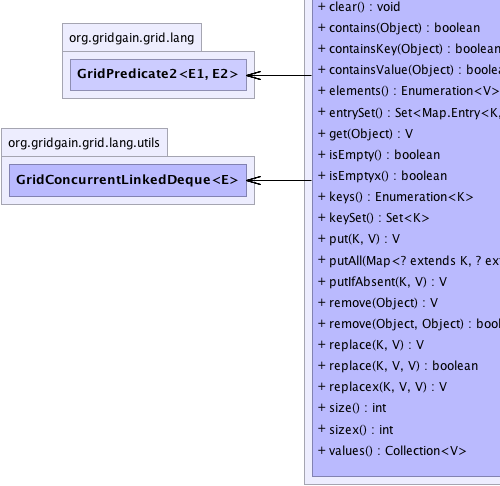 org.gridgain.grid.lang
GridPredicate2<E1, E2>
org.gridgain.grid.lang.utils
GridConcurrentLinkedDeque<E>
+ clear() : void
+ contains(Object) : boolean
+ containsKey(Object) : boolean
+ containsValue(Object) : boolea
+ elements() : Enumeration<V>
+ entrySet() : Set<Map.Entry<K,
+ get(Object) : V
+ isEmpty() : boolean
+ isEmptyx() : boolean
+ keys() : Enumeration<K>
+ keySet() : Set<K>
+ put(K, V) : V
+ putAll(Map<? extends K, ? ext
+ putIfAbsent(K, V) : V
+ remove(Object) : V
+ remove(Object, Object) : bool
+ replace(K, V) : V
+ replace(K, V, V) : boolean
+ replacex(K, V, V) : V
+ size() : int
+ sizex() : int
+ values() : Collection<V>